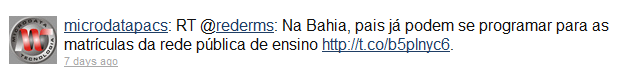 microdatapacs: RT @rederms: Na Bahia, pais já podem se programar para as
matrículas da rede pública de ensino http://t.co/b5plnyc6.
7 days ago